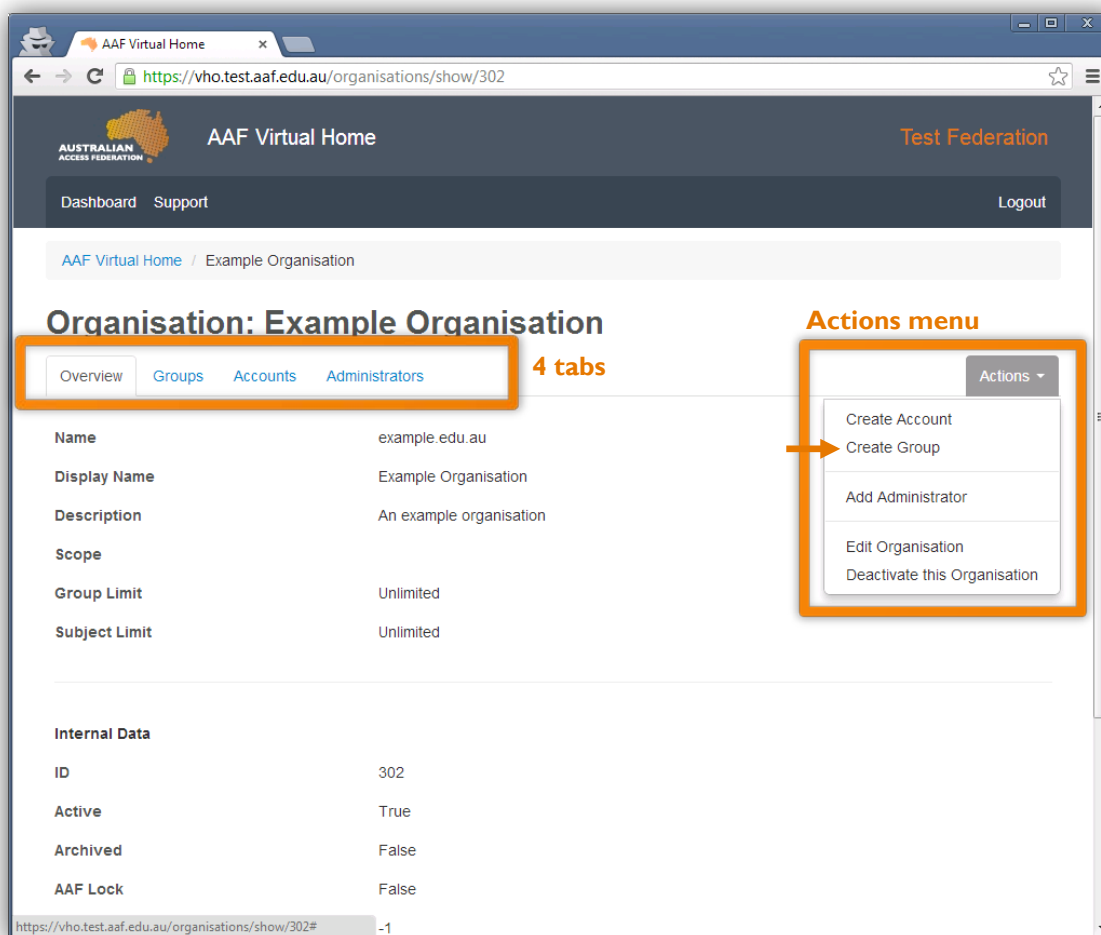 AAF Virtual Home
https://vho.test.aaf.edu.au/organisations/show/302
AUSTRALIAN
ACCESS FEDERATION
AAF Virtual Home
Test Federation
Dashboard Support Logout
AAF Virtual Home / Example Organisation
Organisation: Example Organisation
Actions menu
4 tabs
Overview Groups Accounts Administrators
Actions
Create Account
Create Group
Add Administrator
Edit Organisation
Deactivate this Organisation
Name example.edu.au
Display Name Example Organisation
Description An example organisation
Scope
Group Limit Unlimited
Subject Limit Unlimited
Internal Data
ID 302
Active True
Archived False
AAF Lock False
https://vho.test.aaf.edu.au/organisations/show/302# -1